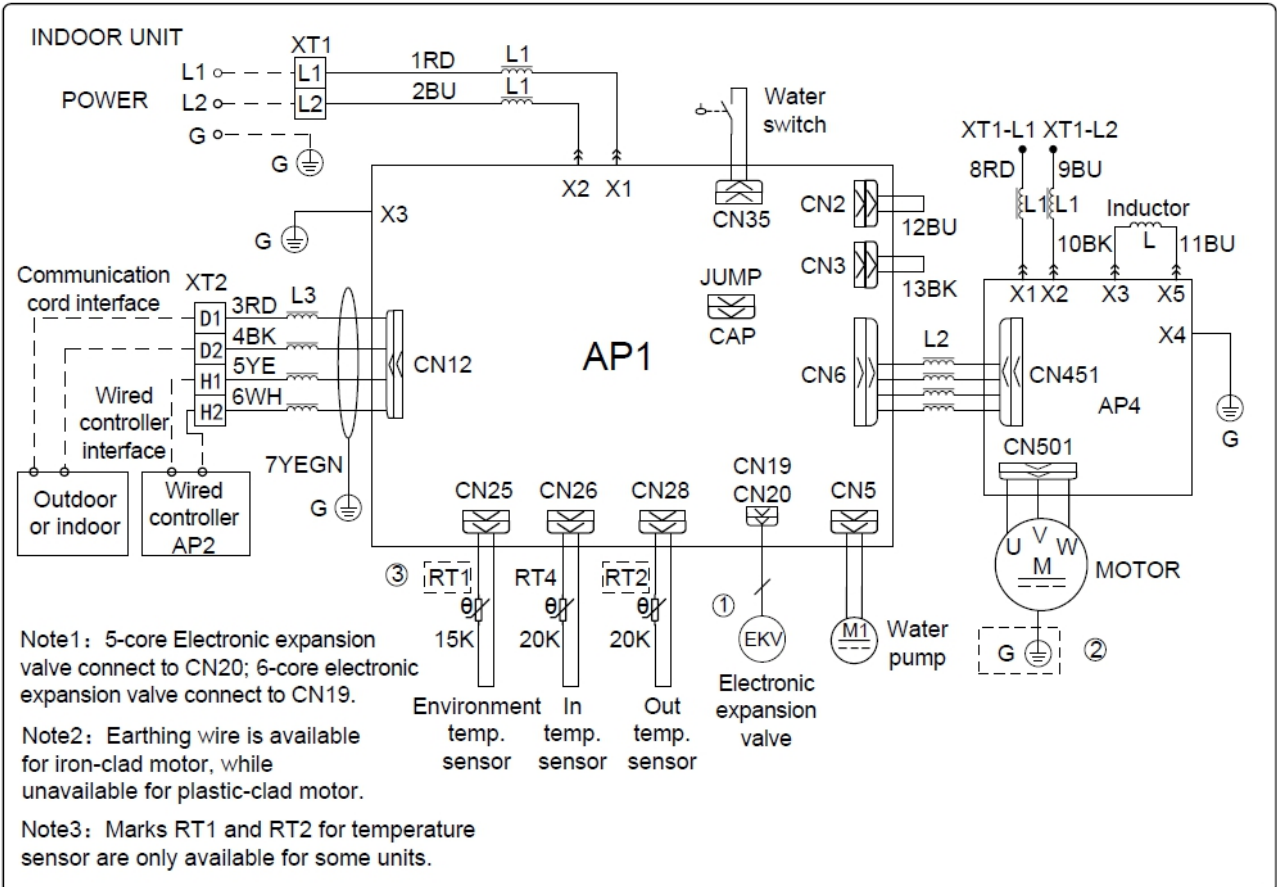 INDOOR UNIT
POWER
L1
L2
G
G
XT1
L1
L2
1RD
2BU
L1
L1
X2 X1
Water
switch
CN35
X3
G
CN2
12BU
CN3
13BK
JUMP
CAP
AP1
XT1-L1 XT1-L2
8RD
9BU
L1
L1
Inductor
L
10BK
11BU
X1 X2 X3 X5
X4
G
Communication
cord interface
XT2
D1
D2
H1
H2
3RD
4BK
5YE
6WH
L3
CN12
Wired
controller
interface
7YEGN
G
Outdoor
or indoor
Wired
controller
AP2
CN6
L2
CN451
AP4
CN501
U V W
M
MOTOR
G
②
CN25
CN26
CN28
CN19
CN20
CN5
③
RT1
θ
15K
RT4
θ
20K
RT2
θ
20K
①
EKV
M1
Water
pump
Environment
temp.
sensor
In
temp.
sensor
Out
temp.
sensor
Electronic
expansion
valve
Note1: 5-core Electronic expansion
valve connect to CN20; 6-core electronic
expansion valve connect to CN19.
Note2: Earthing wire is available
for iron-clad motor, while
unavailable for plastic-clad motor.
Note3: Marks RT1 and RT2 for temperature
sensor are only available for some units.